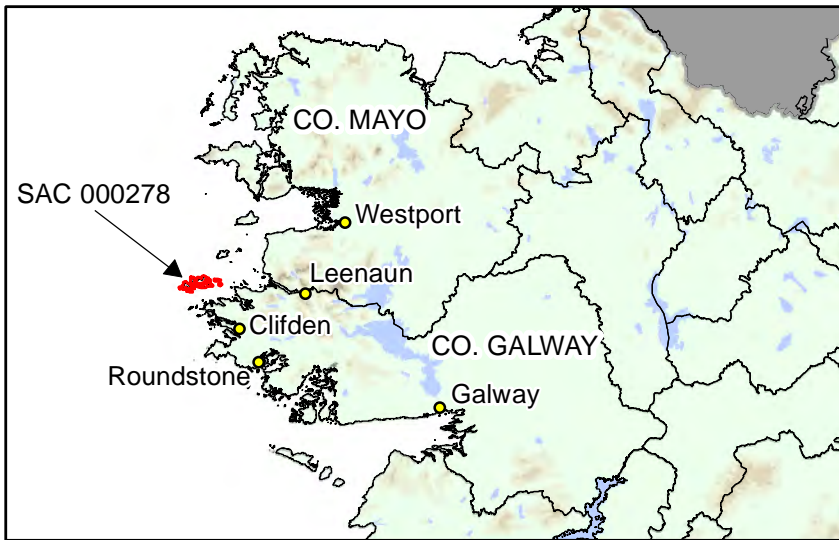 CO. MAYO
SAC 000278
Westport
Leenaun
Clifden
CO. GALWAY
Roundstone
Galway